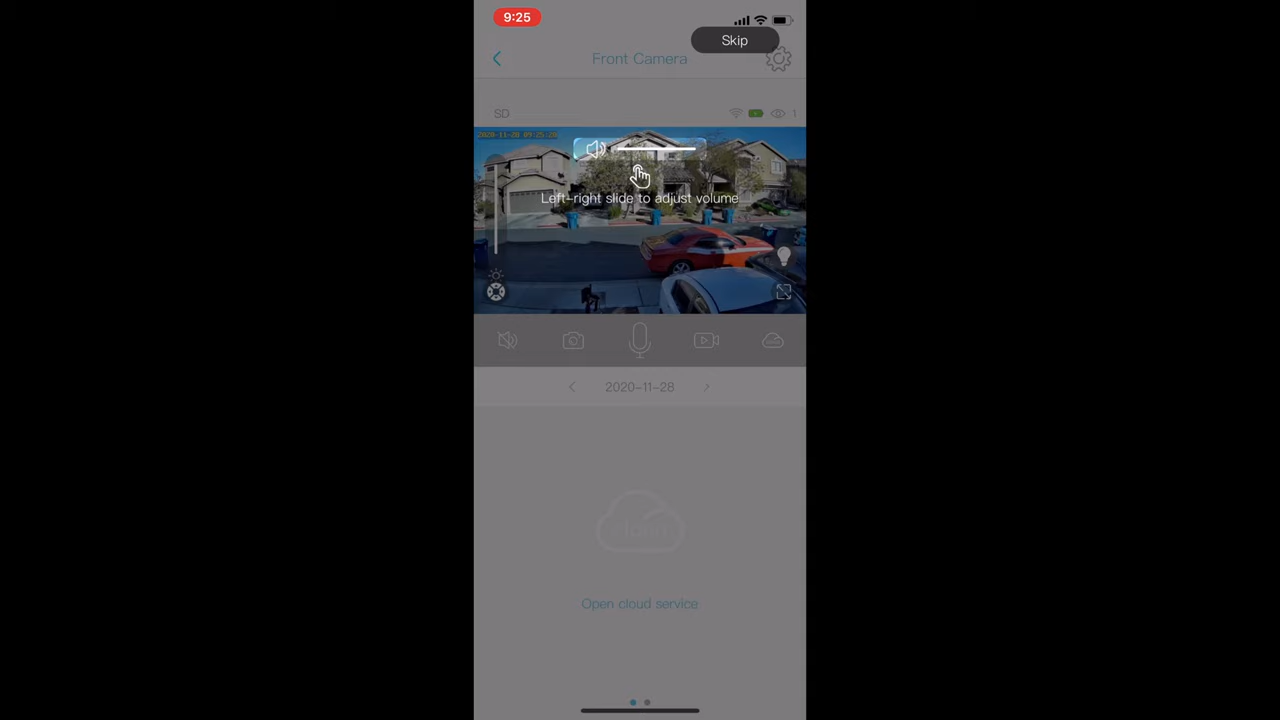 9:25
Skip
Front Camera
SD
1
2020-11-28 09:25:28
Left-right slide to adjust volume
2020-11-28
Open cloud service